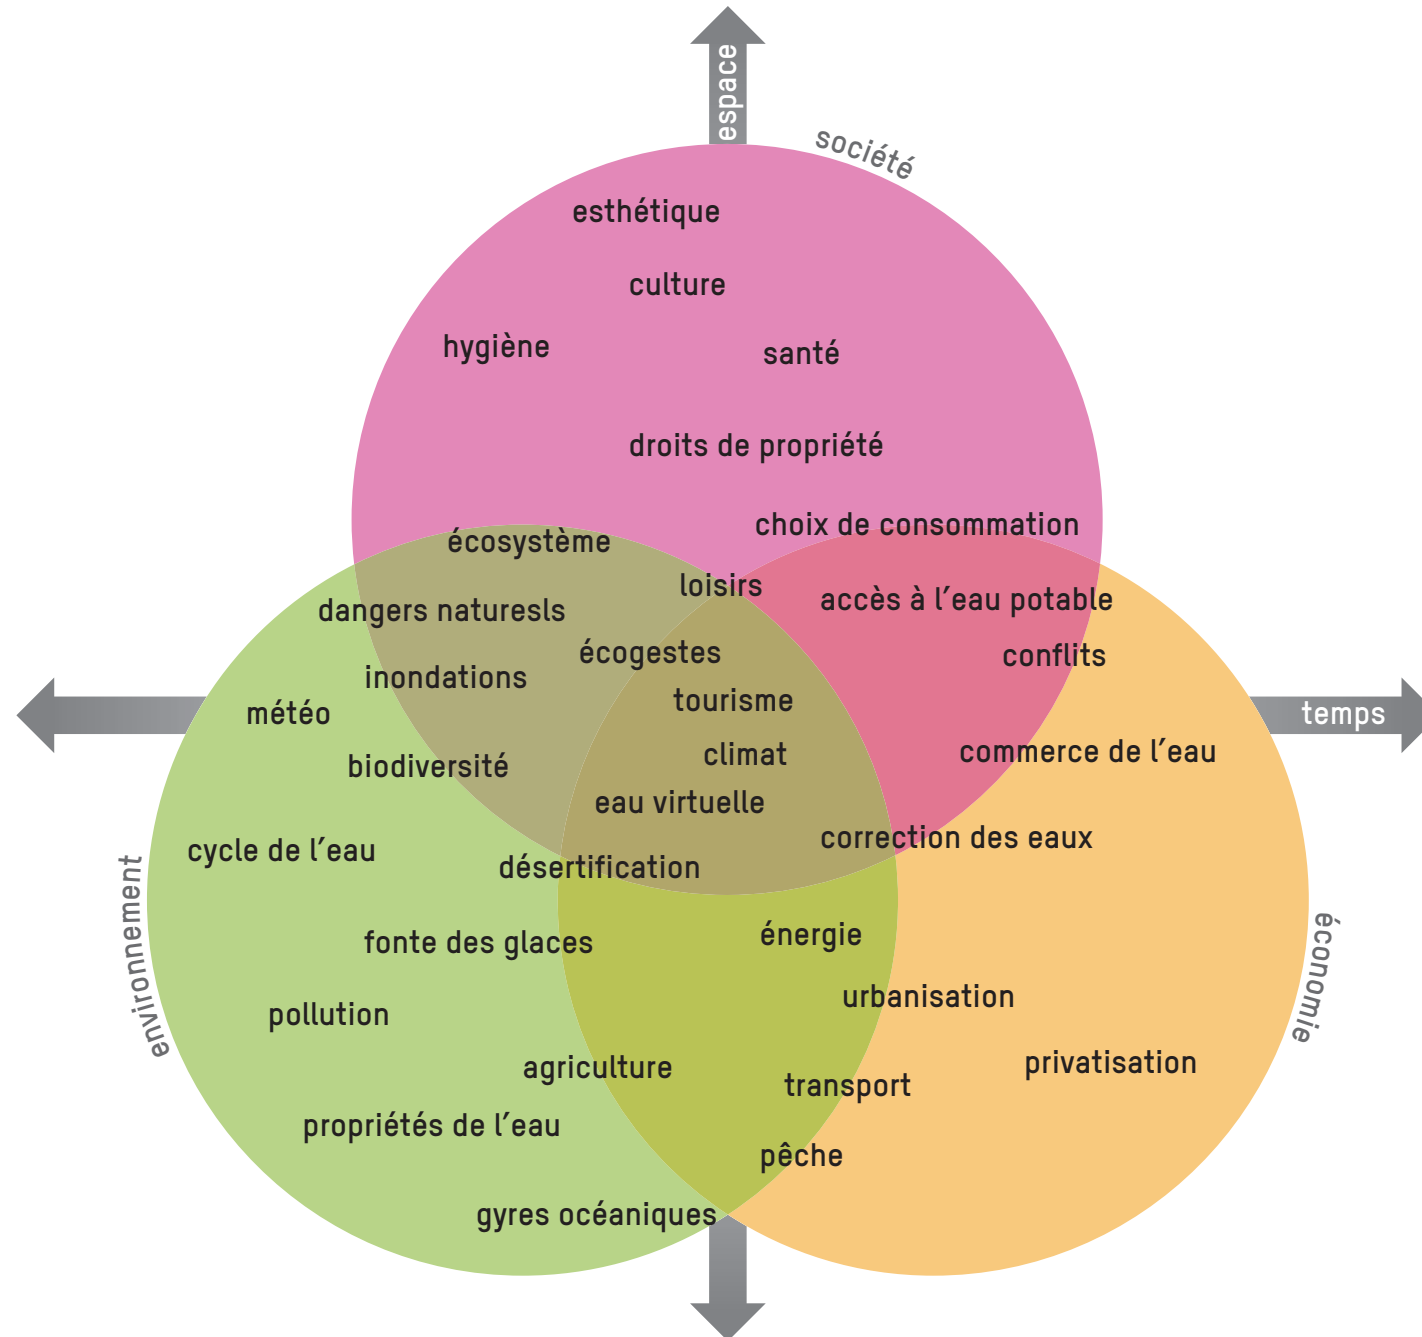 espace
société
esthétique
culture
hygiène
santé
droits de propriété
choix de consommation
écosystème
loisirs
accès à l’eau potable
dangers naturesls
écogestes
conflits
inondations
tourisme
météo
temps
commerce de l’eau
climat
biodiversité
eau virtuelle
correction des eaux
cycle de l’eau
désertification
environnement
économie
énergie
fonte des glaces
urbanisation
pollution
privatisation
agriculture
transport
propriétés de l’eau
pêche
gyres océaniques